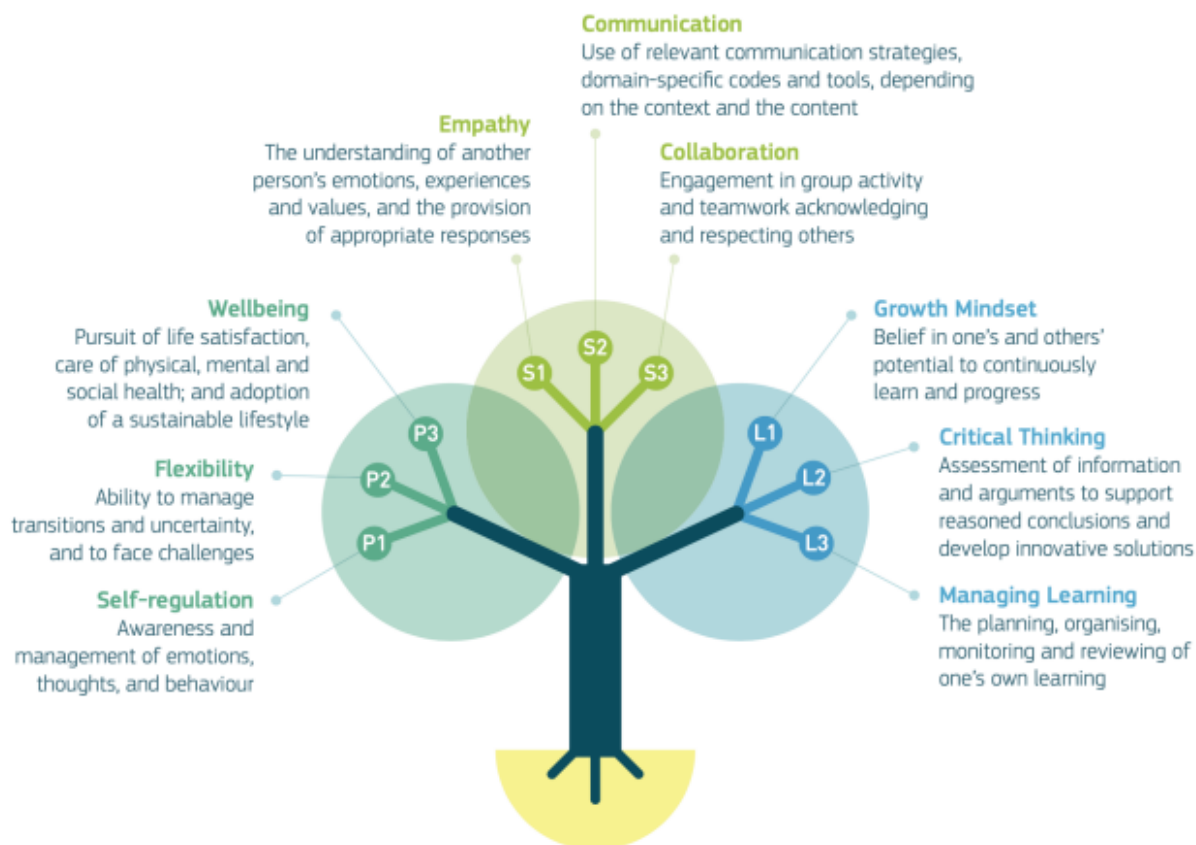 Communication
Use of relevant communication strategies,
domain-specific codes and tools, depending
on the context and the content
Empathy
The understanding of another
person's emotions, experiences
and values, and the provision
of appropriate responses
Collaboration
Engagement in group activity
and teamwork acknowledging
and respecting others
Wellbeing
Pursuit of life satisfaction,
care of physical, mental and
social health; and adoption
of a sustainable lifestyle
Flexibility
Ability to manage
transitions and uncertainty,
and to face challenges
Self-regulation
Awareness and
management of emotions,
thoughts, and behaviour
P3
P2
P1
S1
S2
S3
L1
L2
L3
Growth Mindset
Belief in one's and others'
potential to continuously
learn and progress
Critical Thinking
Assessment of information
and arguments to support
reasoned conclusions and
develop innovative solutions
Managing Learning
The planning, organising,
monitoring and reviewing of
one's own learning